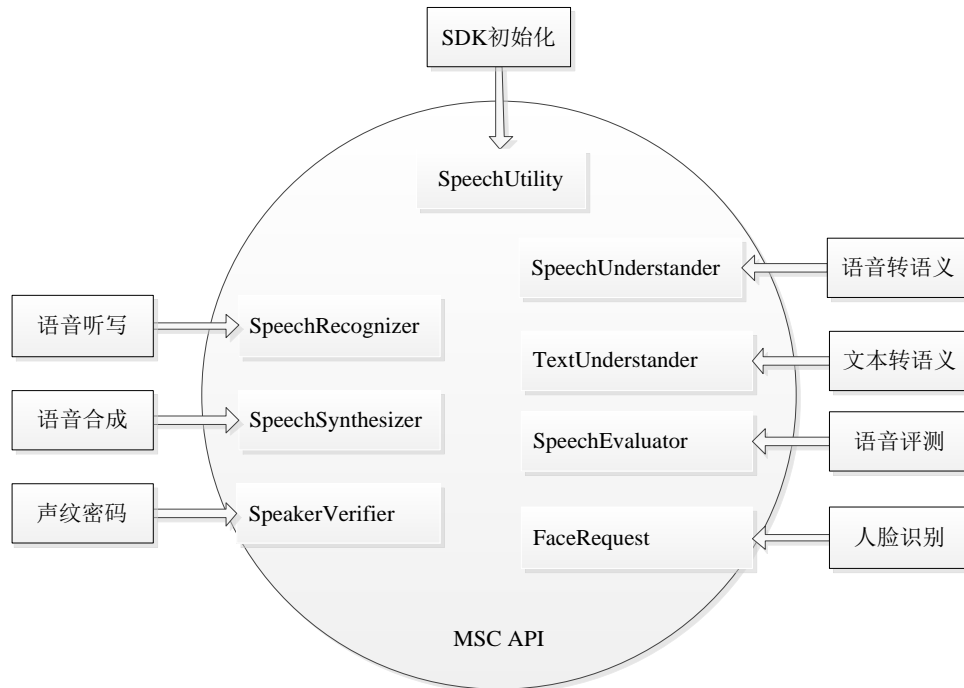 SDK初始化
SpeechUtility
SpeechUnderstander
语音转语义
语音听写
SpeechRecognizer
TextUnderstander
文本转语义
语音合成
SpeechSynthesizer
SpeechEvaluator
语音评测
声纹密码
SpeakerVerifier
FaceRequest
人脸识别
MSC API